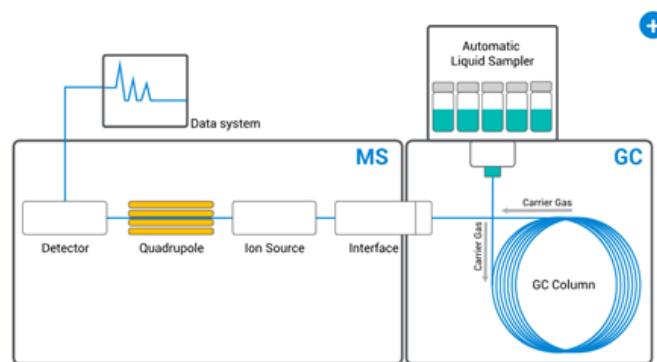 +
Automatic
Liquid Sampler
Data system
MS
GC
Carrier Gas
Detector
Quadrupole
Ion Source
Interface
Carrier Gas
GC Column